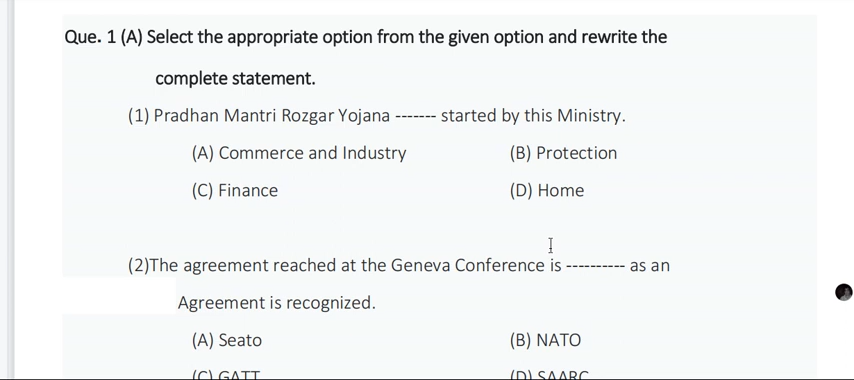 Que. 1 (A) Select the appropriate option from the given option and rewrite the
complete statement.
(1) Pradhan Mantri Rozgar Yojana ------- started by this Ministry.
(A) Commerce and Industry (B) Protection
(C) Finance (D) Home
(2)The agreement reached at the Geneva Conference is ---------- as an
Agreement is recognized.
(A) Seato (B) NATO
(C) GATT (D) SAARC